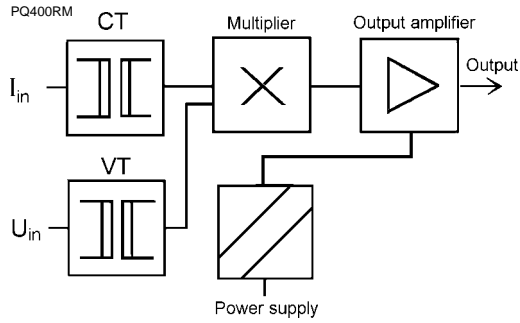 PQ400RM
CT
Multiplier
Output amplifier
Iin
Output
VT
Uin
Power supply